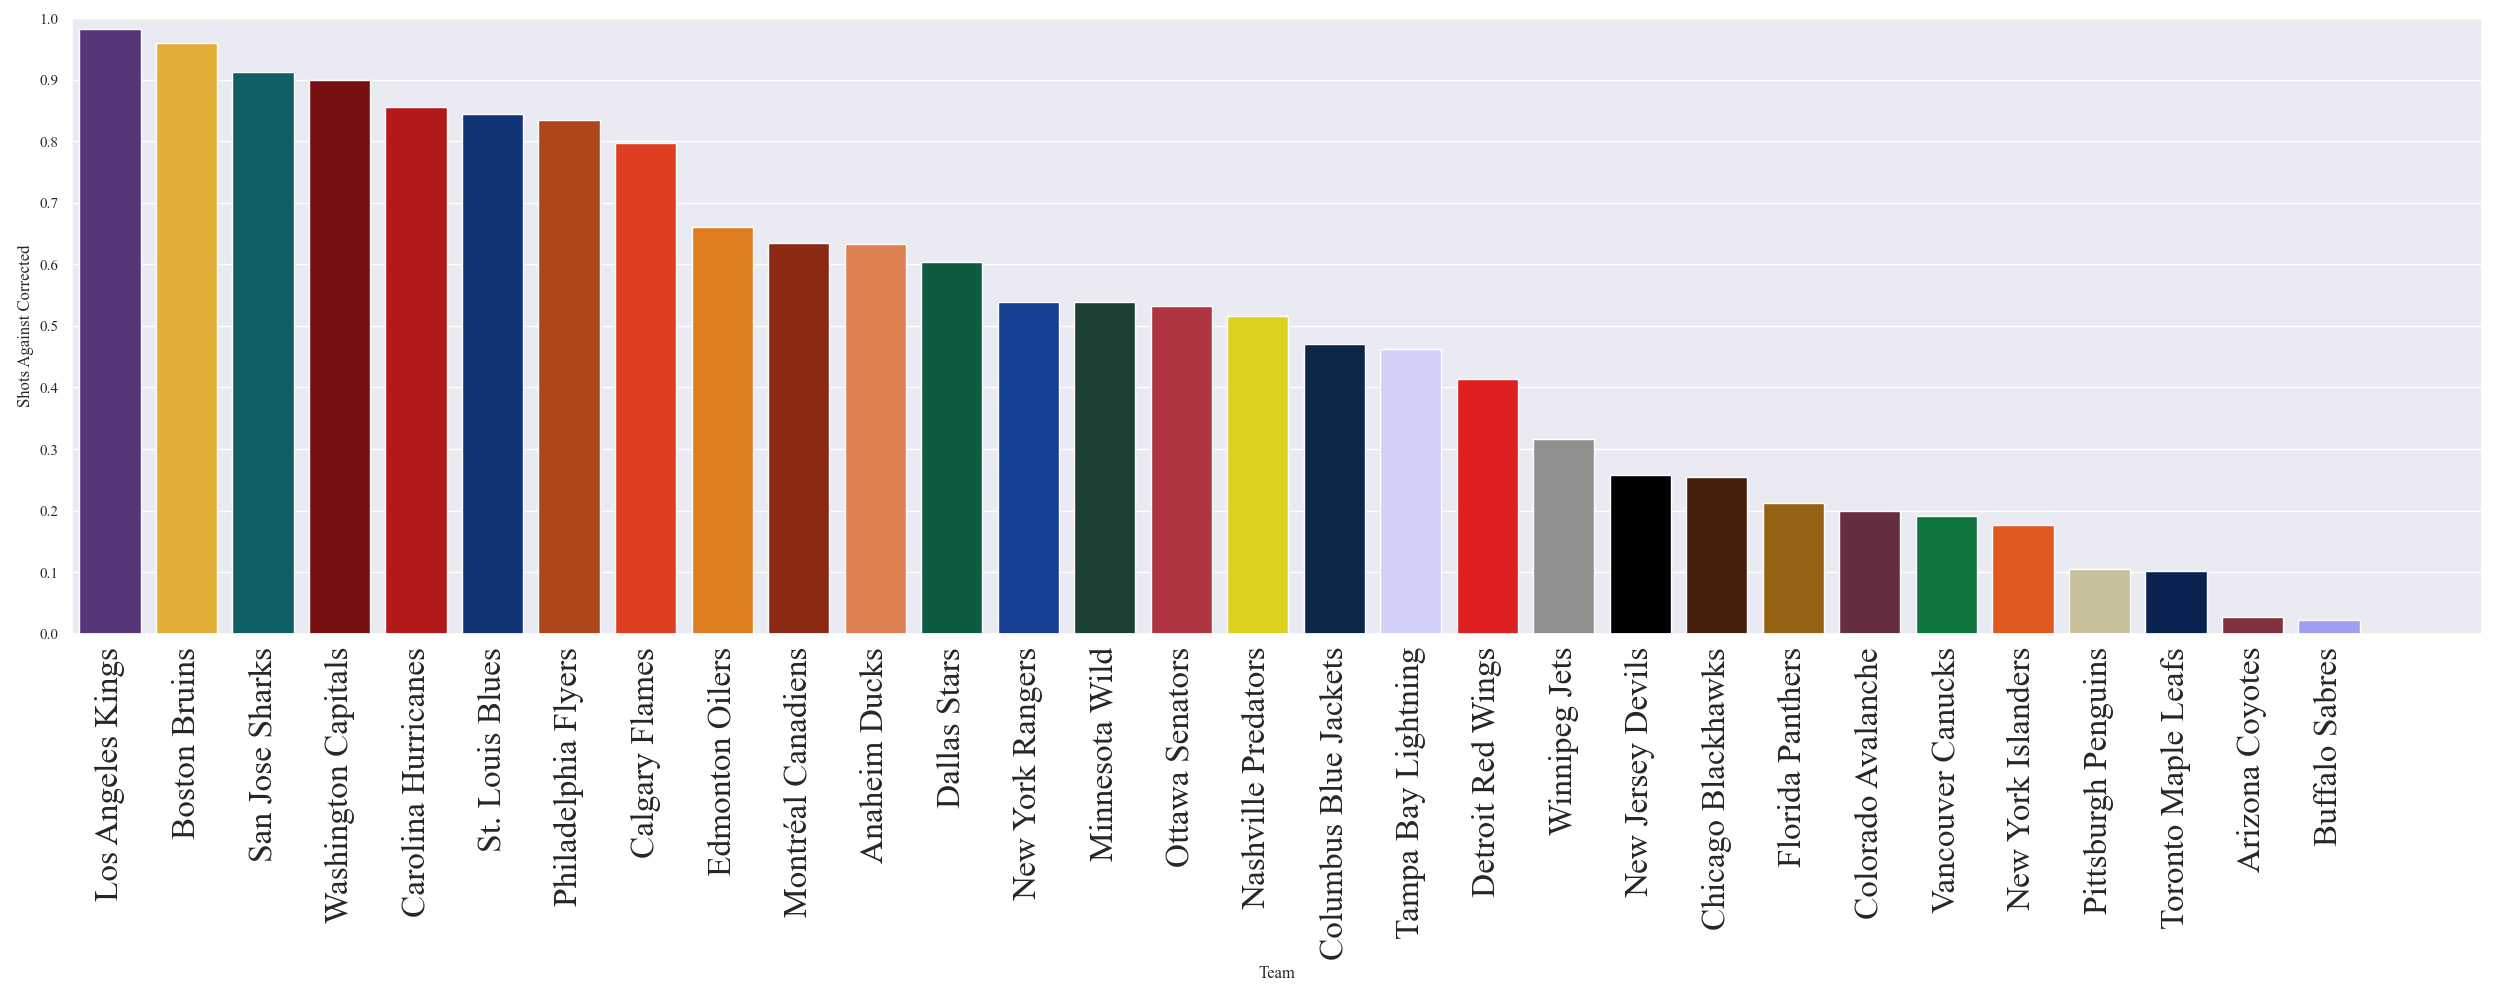 1.0
0.9
0.8
0.7
0.6
0.5
0.4
0.3
0.2
0.1
0.0
Shots Against Corrected
Los Angeles Kings
Boston Bruins
San Jose Sharks
Washington Capitals
Carolina Hurricanes
St. Louis Blues
Philadelphia Flyers
Calgary Flames
Edmonton Oilers
Montréal Canadiens
Anaheim Ducks
Dallas Stars
New York Rangers
Minnesota Wild
Ottawa Senators
Nashville Predators
Columbus Blue Jackets
Tampa Bay Lightning
Detroit Red Wings
Winnipeg Jets
New Jersey Devils
Chicago Blackhawks
Florida Panthers
Colorado Avalanche
Vancouver Canucks
New York Islanders
Pittsburgh Penguins
Toronto Maple Leafs
Arizona Coyotes
Buffalo Sabres
Team